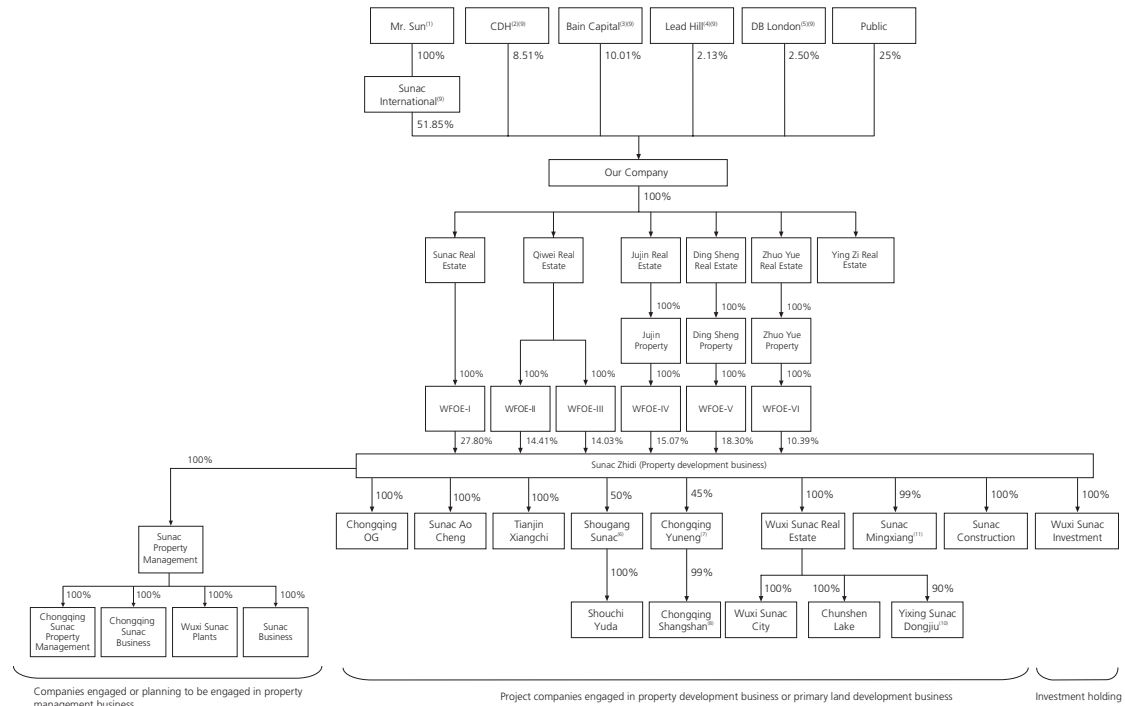 Mr. Sun(1)
CDH(2)(9)
Bain Capital(3)(9)
Lead Hill(4)(9)
DB London(5)(9)
Public
100%
8.51%
10.01%
2.13%
2.50%
25%
Sunac
International(9)
51.85%
Our Company
100%
Sunac Real
Estate
Qiwei Real
Estate
Jujin Real
Estate
Ding Sheng
Real Estate
Zhuo Yue
Real Estate
Ying Zi Real
Estate
100%
100%
100%
Jujin
Property
Ding Sheng
Property
Zhuo Yue
Property
100%
100%
100%
100%
100%
100%
WFOE-I
WFOE-II
WFOE-III
WFOE-IV
WFOE-V
WFOE-VI
27.80%
14.41%
14.03%
15.07%
18.30%
10.39%
Sunac Zhidi (Property development business)
100%
100%
100%
100%
50%
45%
100%
99%
100%
100%
Chongqing
OG
Sunac Ao
Cheng
Tianjin
Xiangchi
Shougang
Sunac(6)
Chongqing
Yuneng(7)
Wuxi Sunac Real
Estate
Sunac
Mingxiang(11)
Sunac
Construction
Wuxi Sunac
Investment
Sunac
Property
Management
100%
99%
100%
100%
90%
100%
100%
100%
100%
Chongqing
Sunac
Property
Management
Chongqing
Sunac
Business
Wuxi Sunac
Plants
Sunac
Business
Shouchi
Yuda
Chongqing
Shangshan(8)
Wuxi Sunac
City
Chunshen
Lake
Yixing Sunac
Dongjiu(10)
Companies engaged or planning to be engaged in property
management business
Project companies engaged in property development business or primary land development business
Investment holding